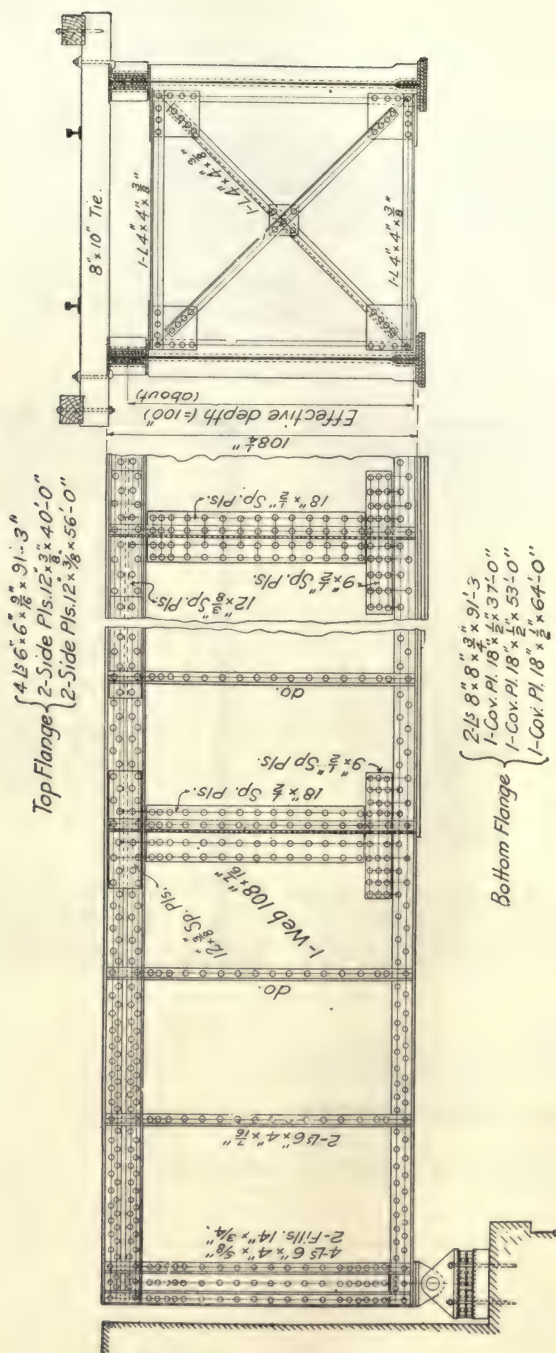 8"×10" Tie.
1-L 4"×4"×3/8"
1-L 4"×4"×3/8"
1-L 4"×4"×3/8"
Effective depth (=100")
(about)
108 1/4"
Top Flange
4 Ls 6"×6"×9/16"×91'-3"
2-Side Pls. 12"×3/8"×40'-0"
2-Side Pls. 12"×3/8"×56'-0"
12"×3/8" Sp. Pls.
18"×1/2" Sp. Pls.
9"×1/2" Sp. Pls.
do.
12"×3/8" Sp. Pls.
18"×1/2" Sp. Pls.
9"×1/2" Sp. Pls.
1-Web 108"×7/16"
do.
2-Ls 6"×4"×7/16"
4-Ls 6"×4"×5/8"
2-Fills. 14"×3/4"
Bottom Flange
2-Ls 8"×8"×3/4"×91'-3
1-Cov. Pl. 18"×1/2"×37'-0"
1-Cov. Pl. 18"×1/2"×53'-0"
1-Cov. Pl. 18"×1/2"×64'-0"